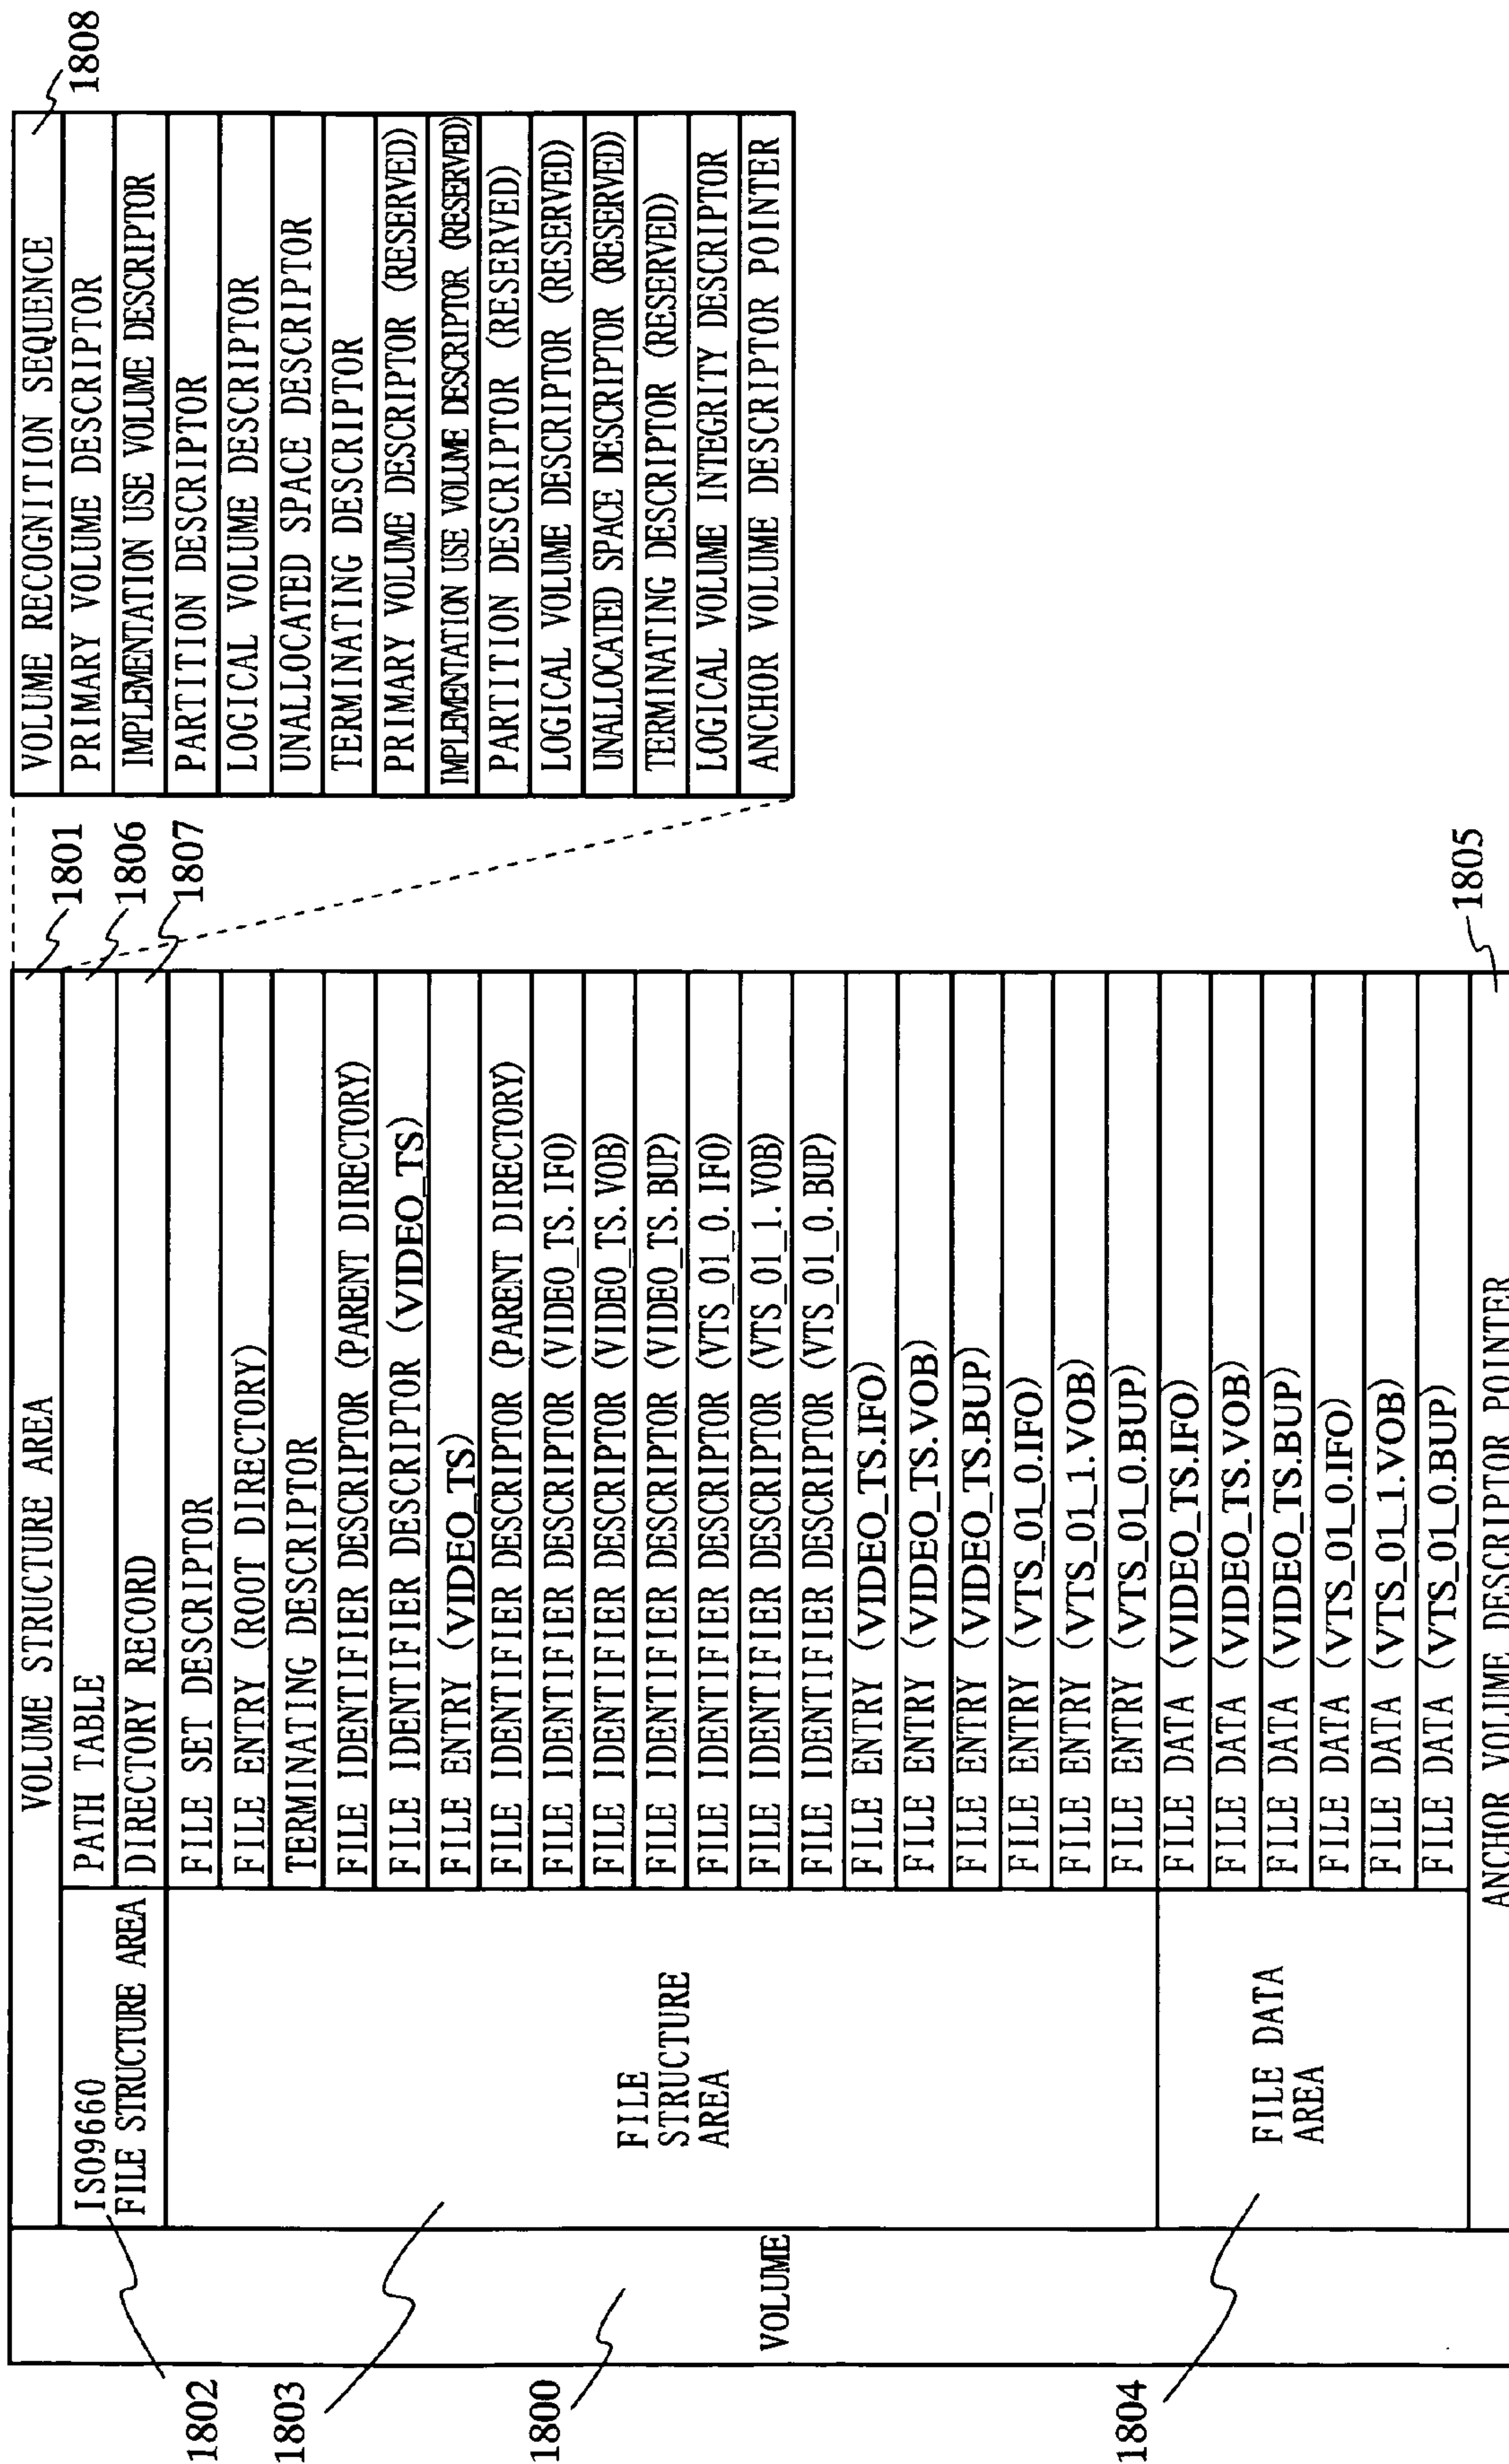 1800
VOLUME
VOLUME STRUCTURE AREA
1801
1802
ISO9660
FILE STRUCTURE AREA
PATH TABLE
1806
DIRECTORY RECORD
1807
1803
FILE
STRUCTURE
AREA
FILE SET DESCRIPTOR
FILE ENTRY (ROOT DIRECTORY)
TERMINATING DESCRIPTOR
FILE IDENTIFIER DESCRIPTOR (PARENT DIRECTORY)
FILE IDENTIFIER DESCRIPTOR (VIDEO_TS)
FILE ENTRY (VIDEO_TS)
FILE IDENTIFIER DESCRIPTOR (PARENT DIRECTORY)
FILE IDENTIFIER DESCRIPTOR (VIDEO_TS. IFO)
FILE IDENTIFIER DESCRIPTOR (VIDEO_TS. VOB)
FILE IDENTIFIER DESCRIPTOR (VIDEO_TS. BUP)
FILE IDENTIFIER DESCRIPTOR (VTS_01_0. IFO)
FILE IDENTIFIER DESCRIPTOR (VTS_01_1. VOB)
FILE IDENTIFIER DESCRIPTOR (VTS_01_0. BUP)
FILE ENTRY (VIDEO_TS.IFO)
FILE ENTRY (VIDEO_TS.VOB)
FILE ENTRY (VIDEO_TS.BUP)
FILE ENTRY (VTS_01_0.IFO)
FILE ENTRY (VTS_01_1.VOB)
FILE ENTRY (VTS_01_0.BUP)
1804
FILE DATA
AREA
FILE DATA (VIDEO_TS.IFO)
FILE DATA (VIDEO_TS.VOB)
FILE DATA (VIDEO_TS.BUP)
FILE DATA (VTS_01_0.IFO)
FILE DATA (VTS_01_1.VOB)
FILE DATA (VTS_01_0.BUP)
ANCHOR VOLUME DESCRIPTOR POINTER
1805
VOLUME RECOGNITION SEQUENCE
1808
PRIMARY VOLUME DESCRIPTOR
IMPLEMENTATION USE VOLUME DESCRIPTOR
PARTITION DESCRIPTOR
LOGICAL VOLUME DESCRIPTOR
UNALLOCATED SPACE DESCRIPTOR
TERMINATING DESCRIPTOR
PRIMARY VOLUME DESCRIPTOR (RESERVED)
IMPLEMENTATION USE VOLUME DESCRIPTOR (RESERVED)
PARTITION DESCRIPTOR (RESERVED)
LOGICAL VOLUME DESCRIPTOR (RESERVED)
UNALLOCATED SPACE DESCRIPTOR (RESERVED)
TERMINATING DESCRIPTOR (RESERVED)
LOGICAL VOLUME INTEGRITY DESCRIPTOR
ANCHOR VOLUME DESCRIPTOR POINTER